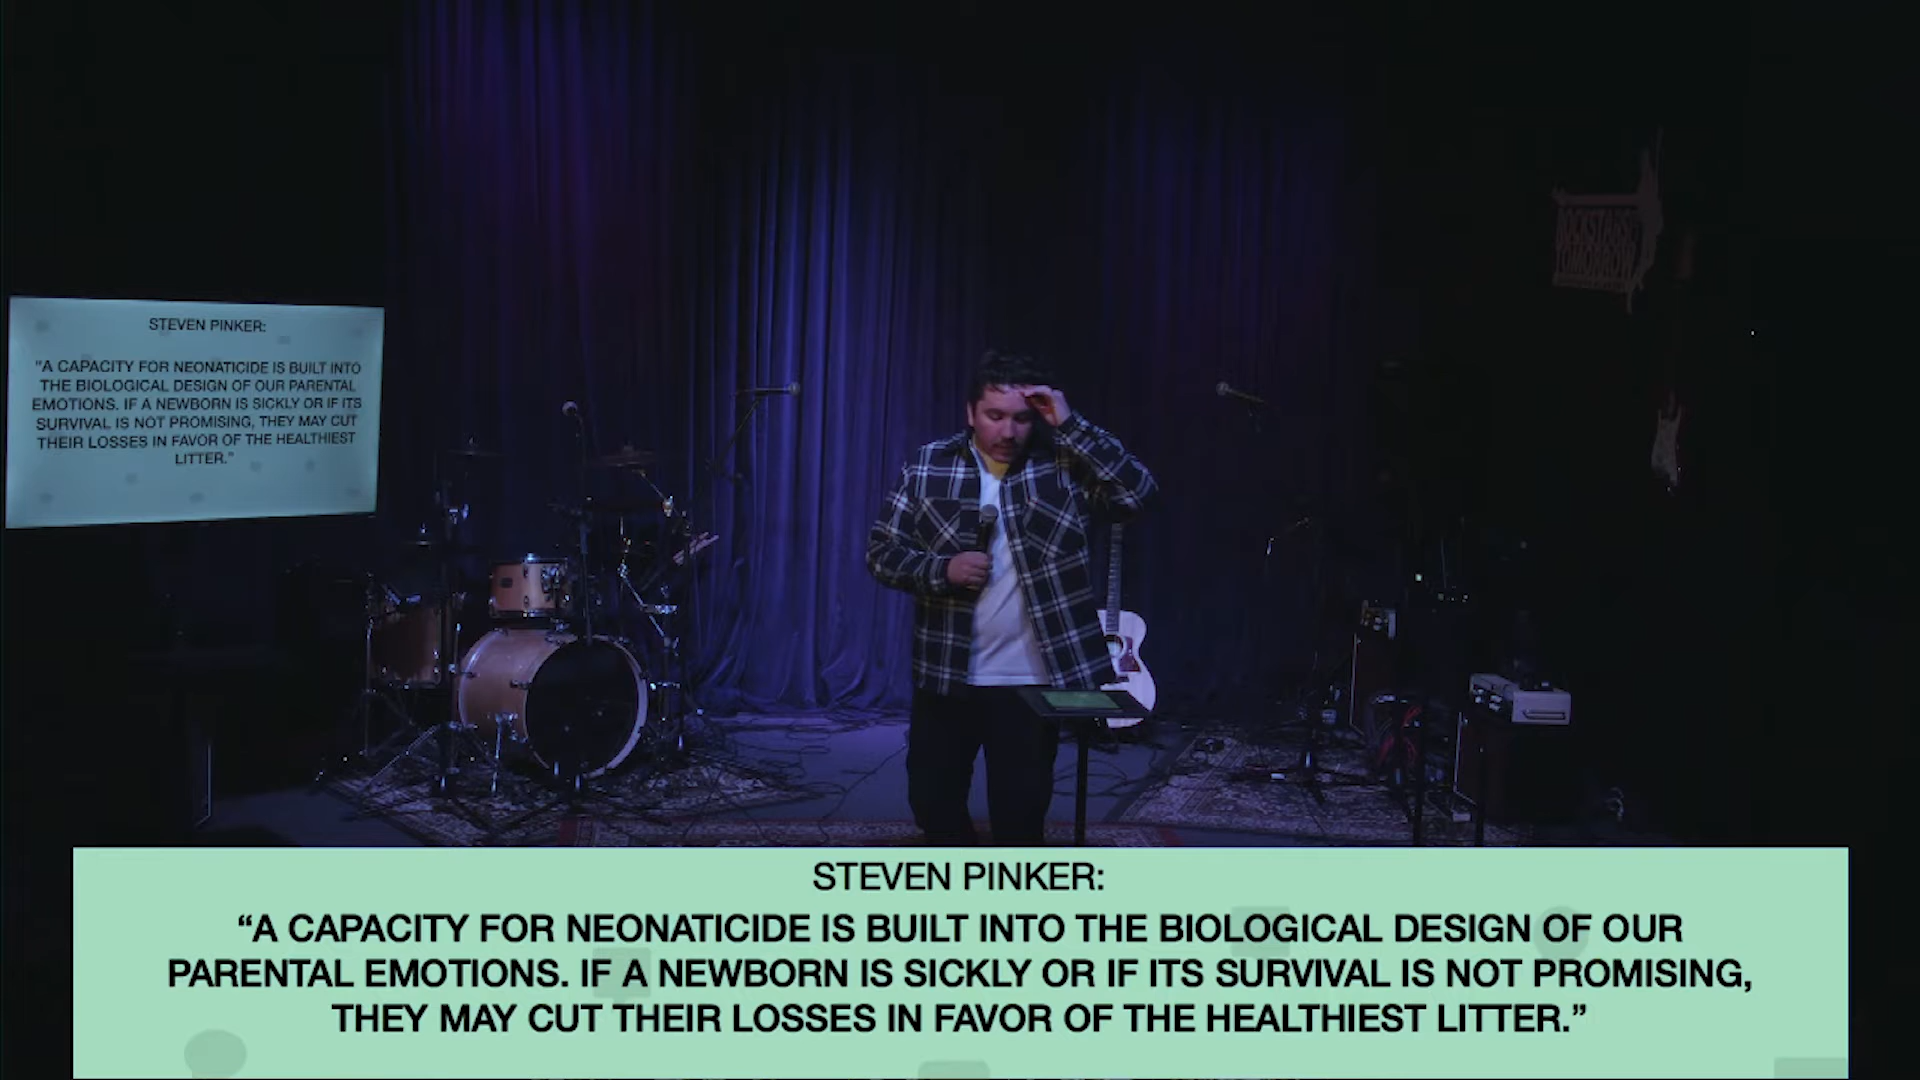 STEVEN PINKER:
"A CAPACITY FOR NEONATICIDE IS BUILT INTO
THE BIOLOGICAL DESIGN OF OUR PARENTAL
EMOTIONS. IF A NEWBORN IS SICKLY OR IF ITS
SURVIVAL IS NOT PROMISING, THEY MAY CUT
THEIR LOSSES IN FAVOR OF THE HEALTHIEST
LITTER."
ROCKSTARS OF
TOMORROW
STEVEN PINKER:
“A CAPACITY FOR NEONATICIDE IS BUILT INTO THE BIOLOGICAL DESIGN OF OUR
PARENTAL EMOTIONS. IF A NEWBORN IS SICKLY OR IF ITS SURVIVAL IS NOT PROMISING,
THEY MAY CUT THEIR LOSSES IN FAVOR OF THE HEALTHIEST LITTER.”